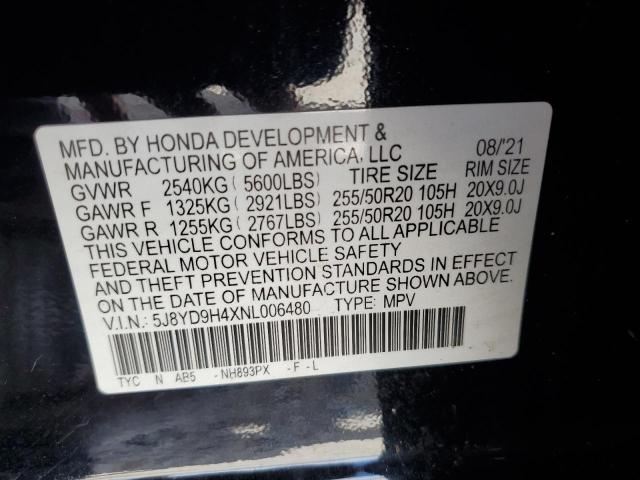 MFD. BY HONDA DEVELOPMENT &
MANUFACTURING OF AMERICA, LLC 08/'21
GVWR 2540KG ( 5600LBS) TIRE SIZE RIM SIZE
GAWR F 1325KG ( 2921LBS) 255/50R20 105H 20X9.0J
GAWR R 1255KG ( 2767LBS) 255/50R20 105H 20X9.0J
THIS VEHICLE CONFORMS TO ALL APPLICABLE
FEDERAL MOTOR VEHICLE SAFETY
AND THEFT PREVENTION STANDARDS IN EFFECT
ON THE DATE OF MANUFACTURE SHOWN ABOVE.
V.I.N.: 5J8YD9H4XNL006480 TYPE: MPV
TYC N AB5 -NH893PX -F-L